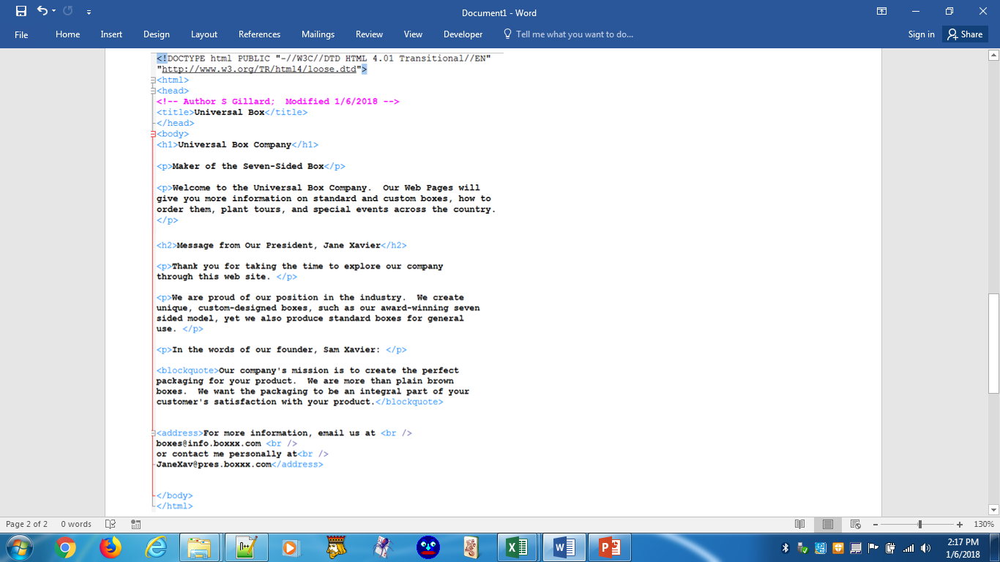 Document1 - Word
File Home Insert Design Layout References Mailings Review View Developer Tell me what you want to do... Sign in Share
<!DOCTYPE html PUBLIC "-//W3C//DTD HTML 4.01 Transitional//EN"
"http://www.w3.org/TR/html4/loose.dtd">
<html>
<head>
<!-- Author S Gillard;  Modified 1/6/2018 -->
<title>Universal Box</title>
</head>
<body>
<h1>Universal Box Company</h1>
<p>Maker of the Seven-Sided Box</p>
<p>Welcome to the Universal Box Company.  Our Web Pages will
give you more information on standard and custom boxes, how to
order them, plant tours, and special events across the country.
</p>
<h2>Message from Our President, Jane Xavier</h2>
<p>Thank you for taking the time to explore our company
through this web site. </p>
<p>We are proud of our position in the industry.  We create
unique, custom-designed boxes, such as our award-winning seven
sided model, yet we also produce standard boxes for general
use. </p>
<p>In the words of our founder, Sam Xavier: </p>
<blockquote>Our company's mission is to create the perfect
packaging for your product.  We are more than plain brown
boxes.  We want the packaging to be an integral part of your
customer's satisfaction with your product.</blockquote>
<address>For more information, email us at <br />
boxes@info.boxxx.com <br />
or contact me personally at<br />
JaneXav@pres.boxxx.com</address>
</body>
</html>
Page 2 of 2 0 words 130%
2:17 PM
1/6/2018